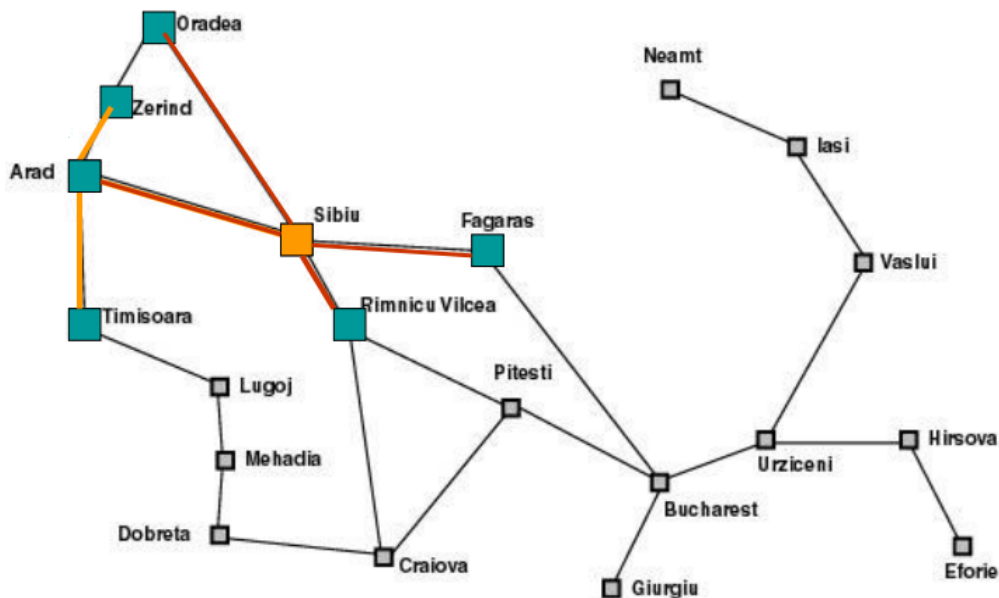 Oradea
Neamt
Zerind
Iasi
Arad
Sibiu
Fagaras
Vaslui
Timisoara
Rimnicu Vilcea
Pitesti
Lugoj
Hirsova
Mehadia
Urziceni
Bucharest
Dobreta
Craiova
Eforie
Giurgiu